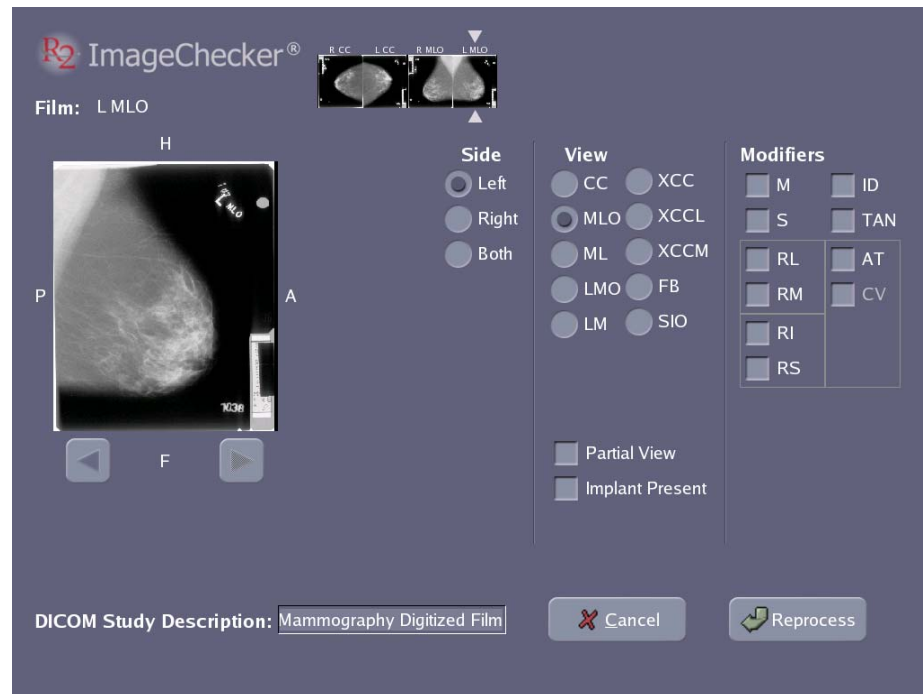 R2 ImageChecker®
R CC L CC R MLO L MLO
Film: L MLO
H
P
A
F
L MLO
Side
Left
Right
Both
View
CC
MLO
ML
LMO
LM
XCC
XCCL
XCCM
FB
SIO
Partial View
Implant Present
Modifiers
M
S
RL
RM
RI
RS
ID
TAN
AT
CV
DICOM Study Description: Mammography Digitized Film
Cancel
Reprocess